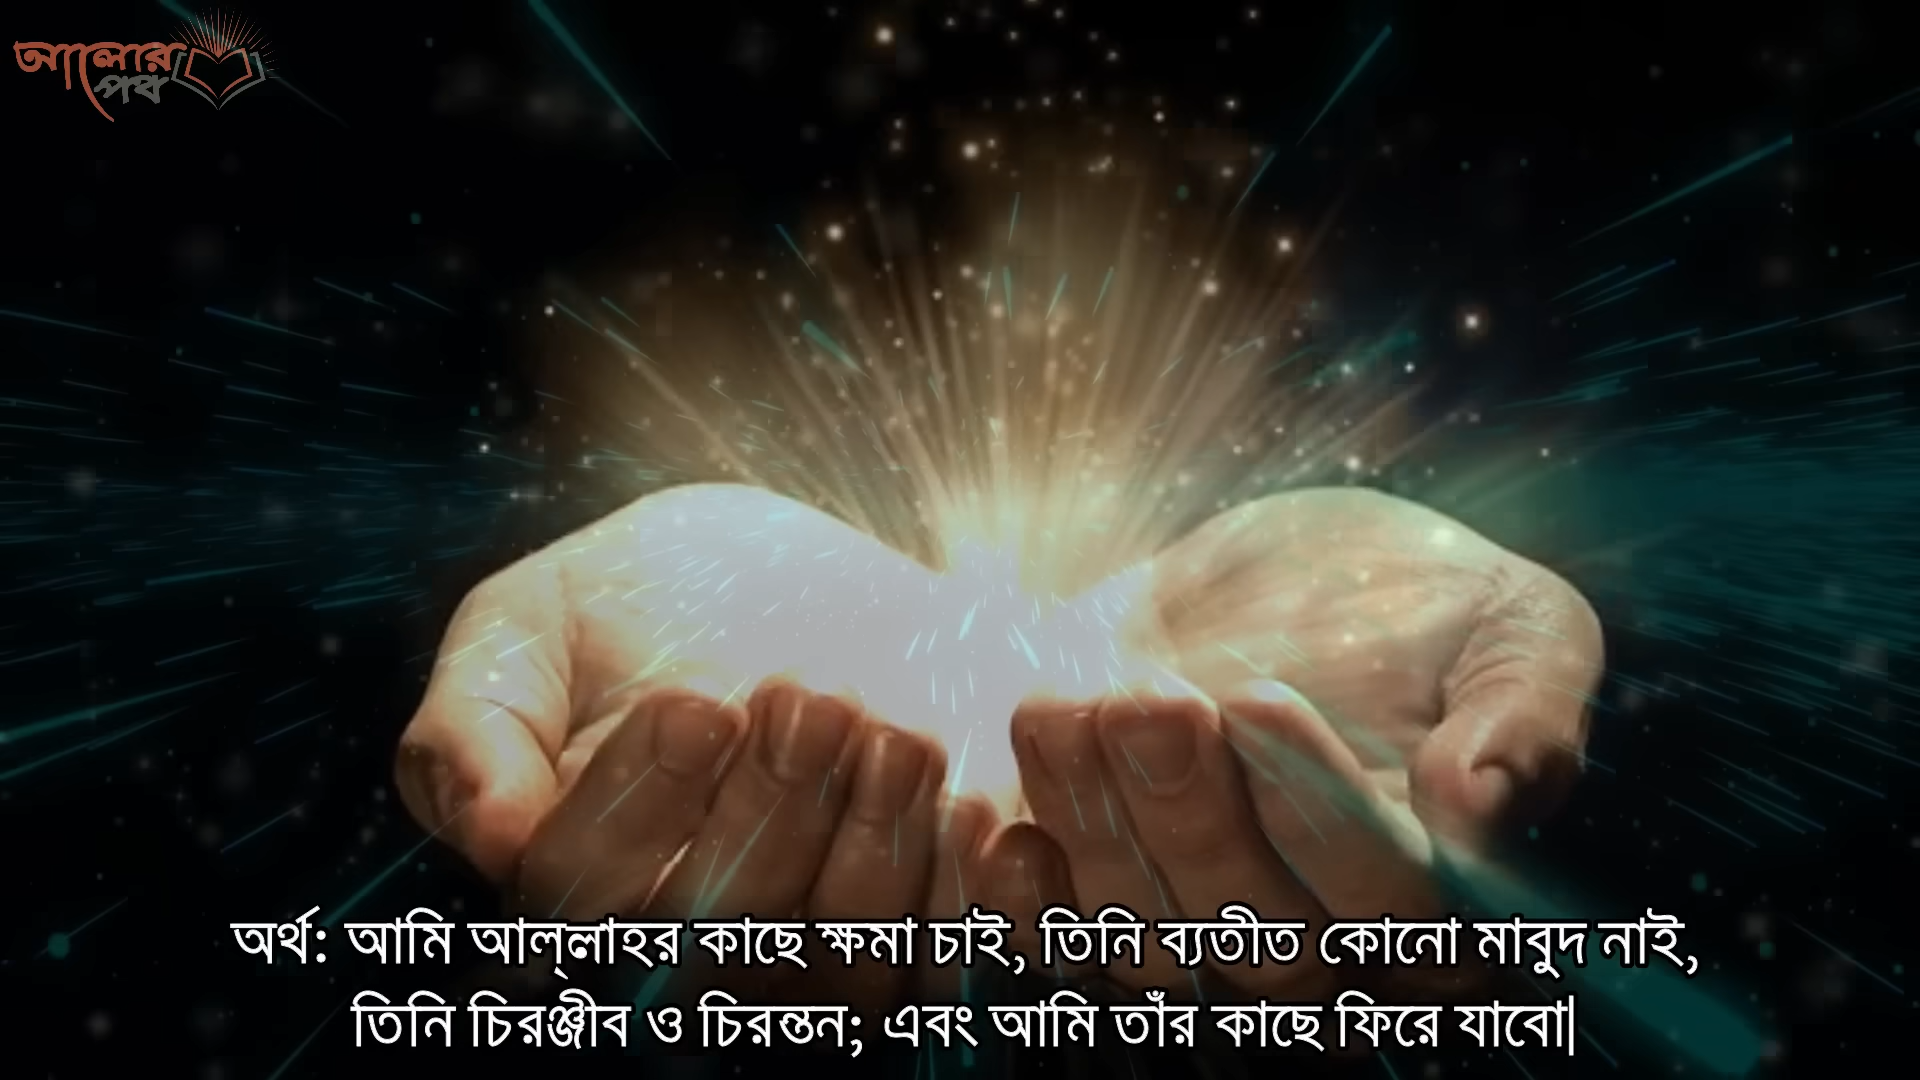 আলোর
পথ
অর্থ: আমি আল্লাহর কাছে ক্ষমা চাই, তিনি ব্যতীত কোনো মাবুদ নাই,
তিনি চিরঞ্জীব ও চিরন্তন; এবং আমি তাঁর কাছে ফিরে যাবো|